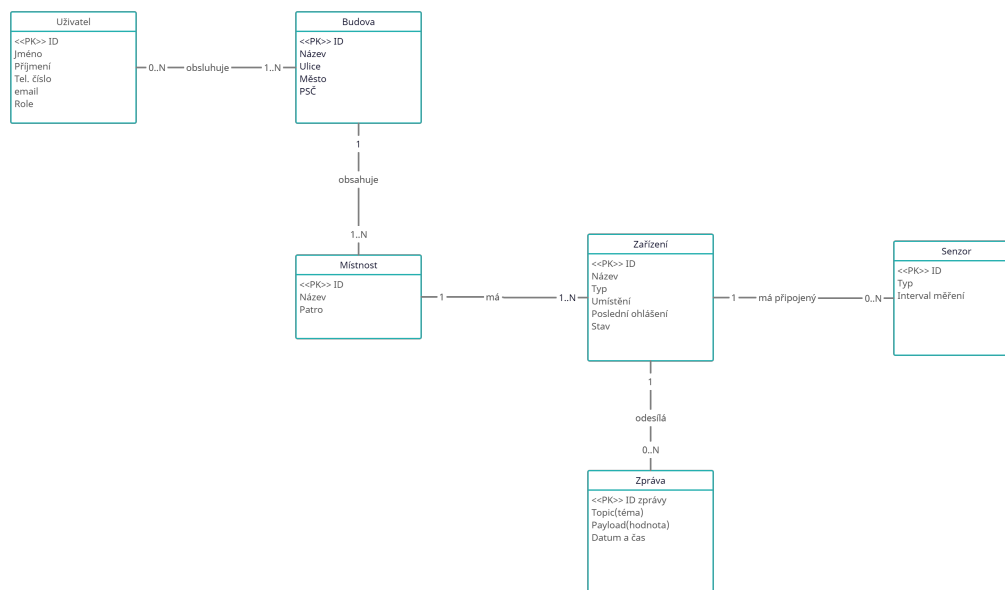 Uživatel
<<PK>> ID
Jméno
Příjmení
Tel. číslo
email
Role
0..N
obsluhuje
1..N
Budova
<<PK>> ID
Název
Ulice
Město
PSČ
1
obsahuje
1..N
Místnost
<<PK>> ID
Název
Patro
1
má
1..N
Zařízení
<<PK>> ID
Název
Typ
Umístění
Poslední ohlášení
Stav
1
má připojený
0..N
Senzor
<<PK>> ID
Typ
Interval měření
1
odesílá
0..N
Zpráva
<<PK>> ID zprávy
Topic(téma)
Payload(hodnota)
Datum a čas